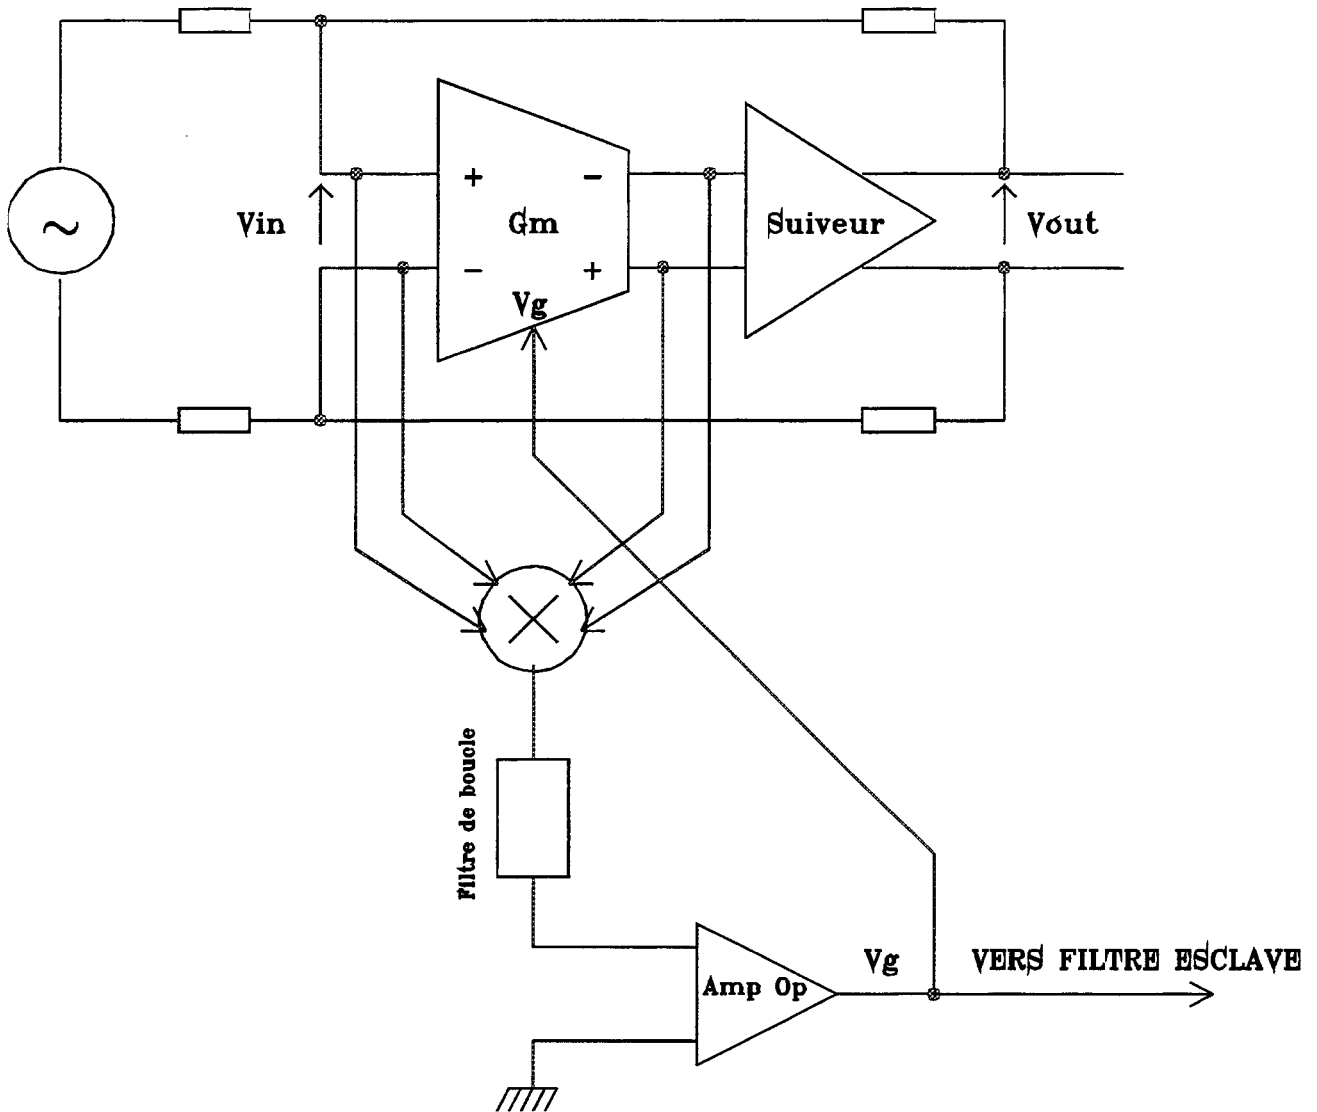 + −
Vin Gm Suiveur Vout
− +
Vg
Filtre de boucle
Vg VERS FILTRE ESCLAVE
Amp Op